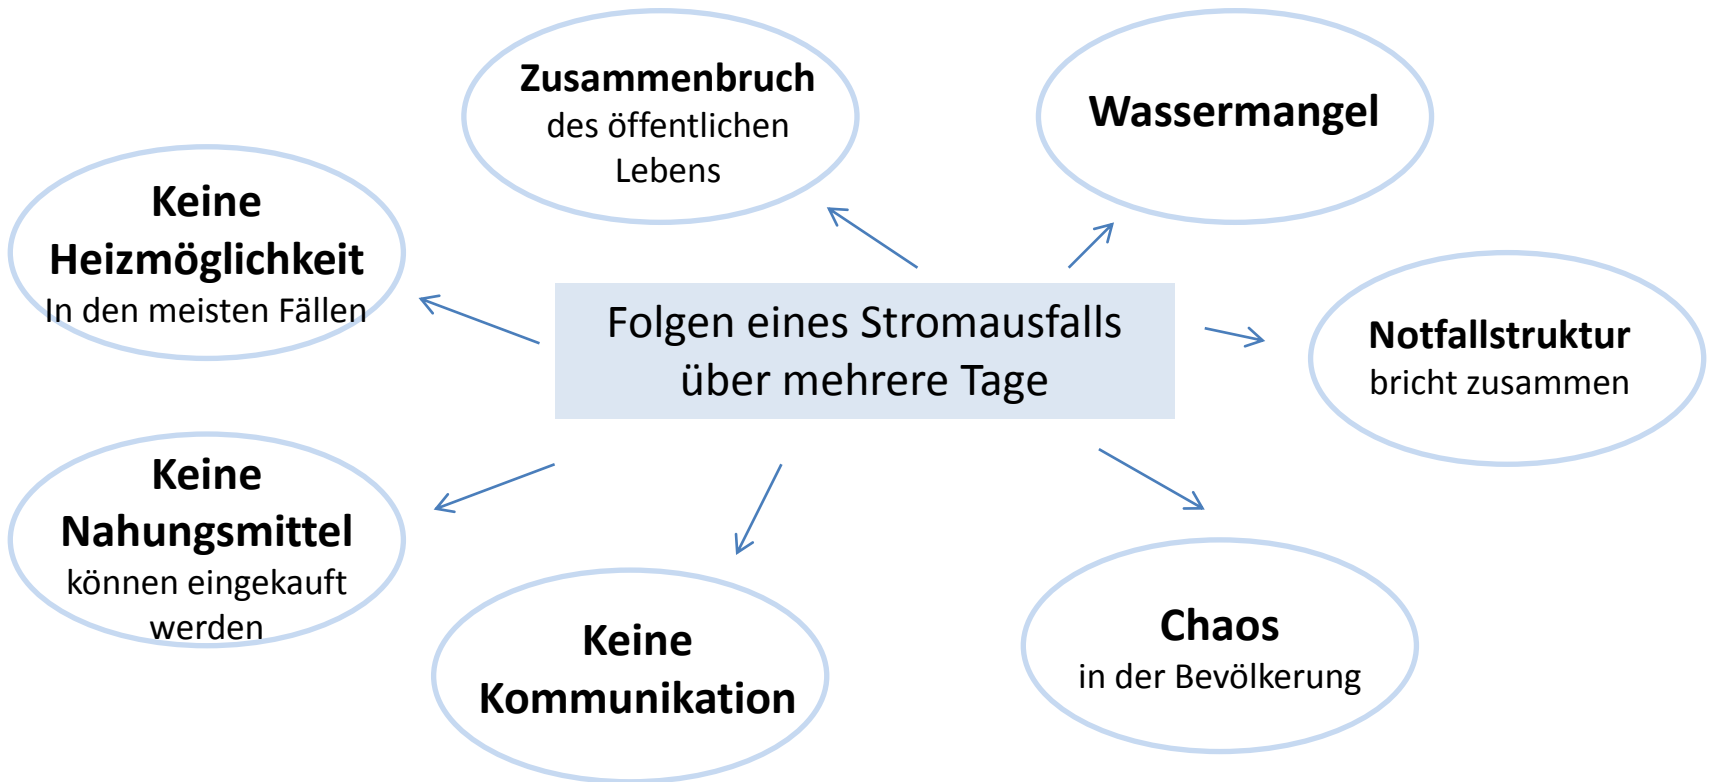 Zusammenbruch
des öffentlichen
Lebens
Wassermangel
Keine
Heizmöglichkeit
In den meisten Fällen
Folgen eines Stromausfalls
über mehrere Tage
Notfallstruktur
bricht zusammen
Keine
Nahungsmittel
können eingekauft
werden
Keine
Kommunikation
Chaos
in der Bevölkerung